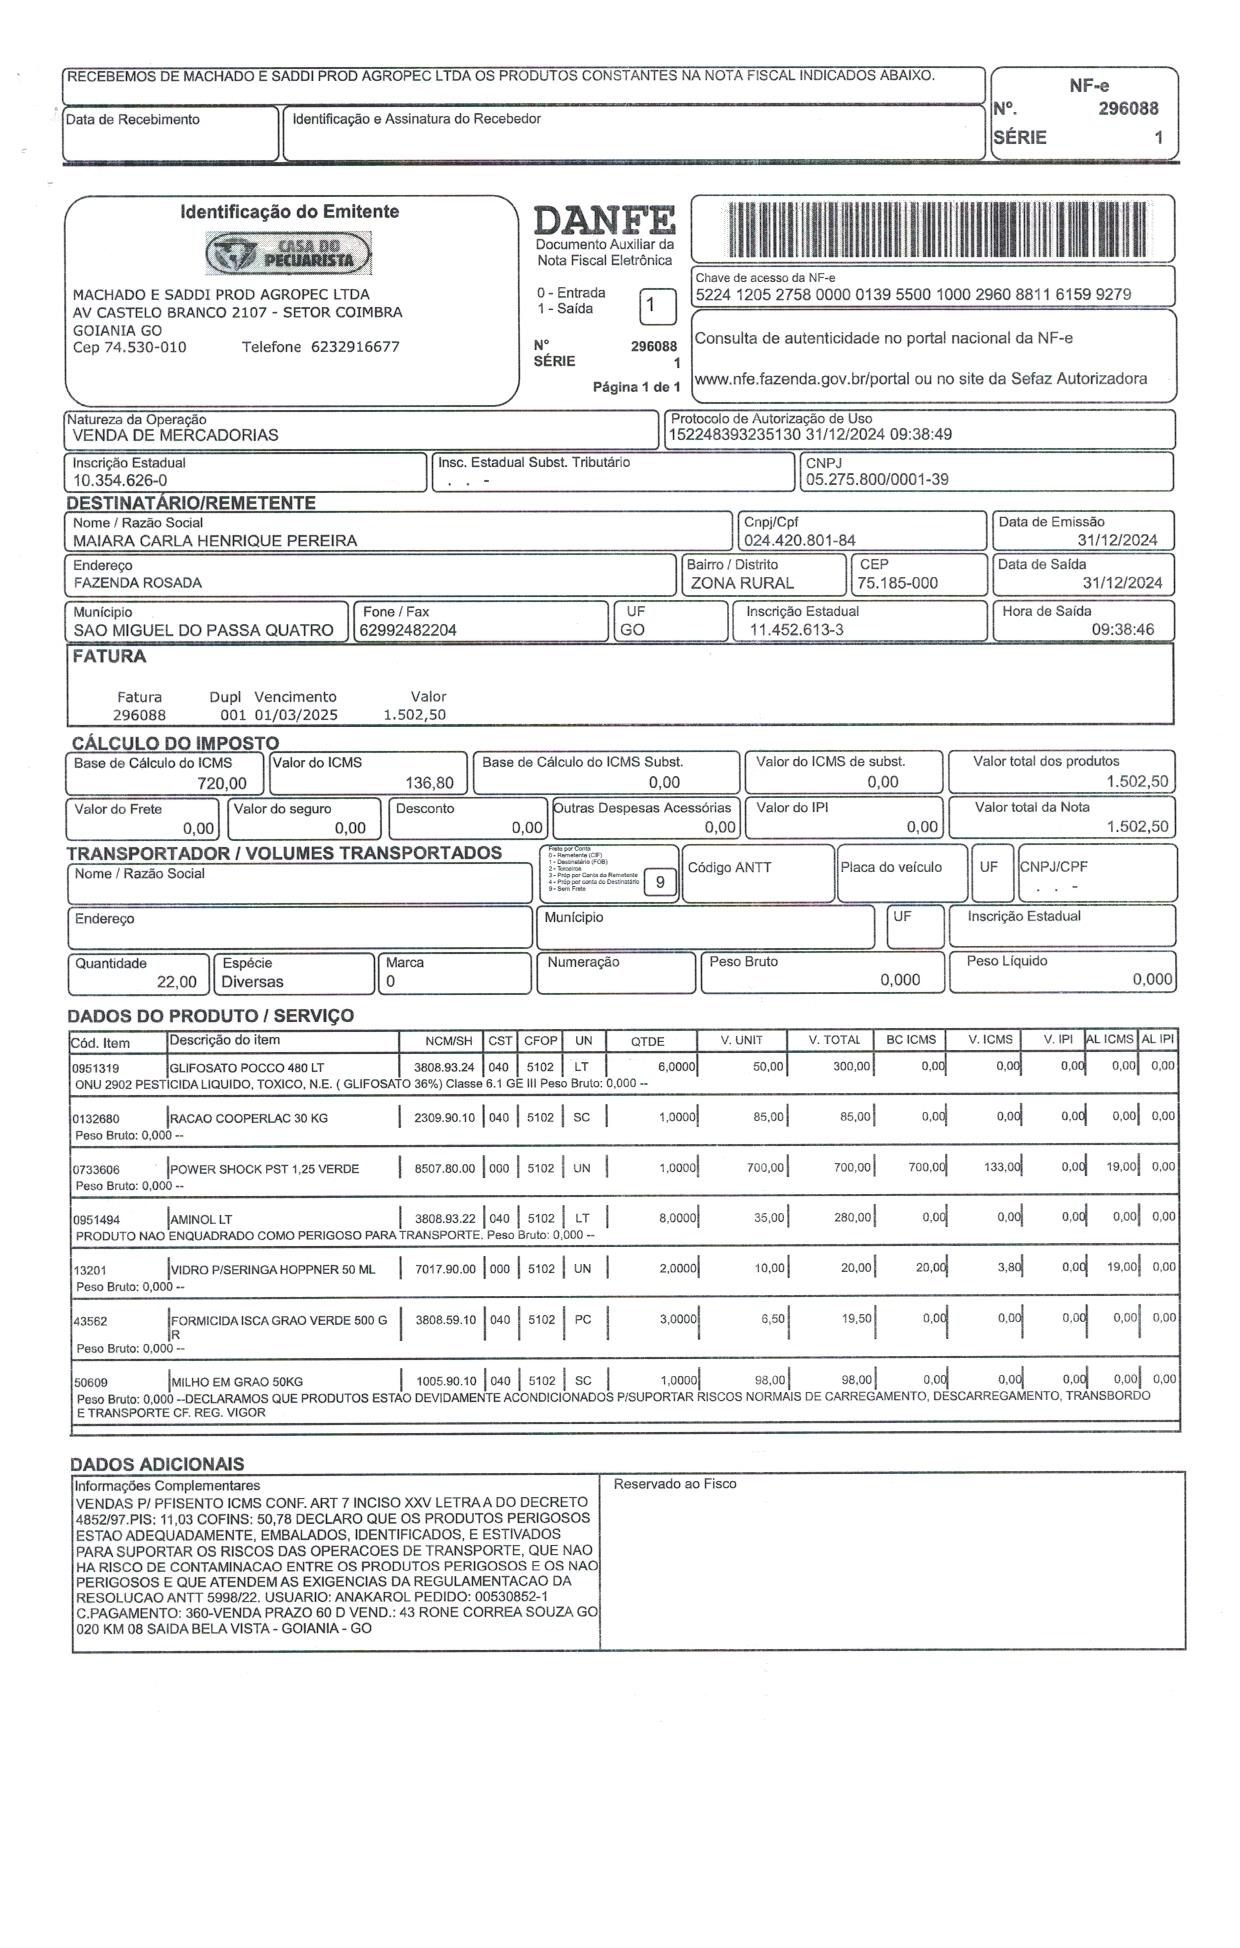 RECEBEMOS DE MACHADO E SADDI PROD AGROPEC LTDA OS PRODUTOS CONSTANTES NA NOTA FISCAL INDICADOS ABAIXO.
NF-e
Nº. 296088
SÉRIE 1
Data de Recebimento Identificação e Assinatura do Recebedor
Identificação do Emitente
CASA DO
PECUARISTA
MACHADO E SADDI PROD AGROPEC LTDA
AV CASTELO BRANCO 2107 - SETOR COIMBRA
GOIANIA GO
Cep 74.530-010 Telefone 6232916677
DANFE
Documento Auxiliar da
Nota Fiscal Eletrônica
0 - Entrada
1 - Saída
1
Nº 296088
SÉRIE 1
Página 1 de 1
Chave de acesso da NF-e
5224 1205 2758 0000 0139 5500 1000 2960 8811 6159 9279
Consulta de autenticidade no portal nacional da NF-e
www.nfe.fazenda.gov.br/portal ou no site da Sefaz Autorizadora
Natureza da Operação Protocolo de Autorização de Uso
VENDA DE MERCADORIAS 152248393235130 31/12/2024 09:38:49
Inscrição Estadual Insc. Estadual Subst. Tributário CNPJ
10.354.626-0 . . - 05.275.800/0001-39
DESTINATÁRIO/REMETENTE
Nome / Razão Social Cnpj/Cpf Data de Emissão
MAIARA CARLA HENRIQUE PEREIRA 024.420.801-84 31/12/2024
Endereço Bairro / Distrito CEP Data de Saída
FAZENDA ROSADA ZONA RURAL 75.185-000 31/12/2024
Município Fone / Fax UF Inscrição Estadual Hora de Saída
SAO MIGUEL DO PASSA QUATRO 62992482204 GO 11.452.613-3 09:38:46
FATURA
Fatura Dupl Vencimento Valor
296088 001 01/03/2025 1.502,50
CÁLCULO DO IMPOSTO
Base de Cálculo do ICMS Valor do ICMS Base de Cálculo do ICMS Subst. Valor do ICMS de subst. Valor total dos produtos
720,00 136,80 0,00 0,00 1.502,50
Valor do Frete Valor do seguro Desconto Outras Despesas Acessórias Valor do IPI Valor total da Nota
0,00 0,00 0,00 0,00 0,00 1.502,50
TRANSPORTADOR / VOLUMES TRANSPORTADOS
Nome / Razão Social
Frete por Conta
0 - Remetente (CIF)
1 - Destinatário (FOB)
2 - Terceiros
3 - Próp por Conta do Remetente
4 - Próp por conta do Destinatário
9 - Sem Frete
9
Código ANTT Placa do veículo UF CNPJ/CPF
. . -
Endereço Município UF Inscrição Estadual
Quantidade Espécie Marca Numeração Peso Bruto Peso Líquido
22,00 Diversas 0 0,000 0,000
DADOS DO PRODUTO / SERVIÇO
Cód. Item Descrição do item NCM/SH CST CFOP UN QTDE V. UNIT V. TOTAL BC ICMS V. ICMS V. IPI AL ICMS AL IPI
0951319 GLIFOSATO POCCO 480 LT 3808.93.24 040 5102 LT 6,0000 50,00 300,00 0,00 0,00 0,00 0,00 0,00
ONU 2902 PESTICIDA LIQUIDO, TOXICO, N.E. ( GLIFOSATO 36%) Classe 6.1 GE III Peso Bruto: 0,000 --
0132680 RACAO COOPERLAC 30 KG 2309.90.10 040 5102 SC 1,0000 85,00 85,00 0,00 0,00 0,00 0,00 0,00
Peso Bruto: 0,000 --
0733606 POWER SHOCK PST 1,25 VERDE 8507.80.00 000 5102 UN 1,0000 700,00 700,00 700,00 133,00 0,00 19,00 0,00
Peso Bruto: 0,000 --
0951494 AMINOL LT 3808.93.22 040 5102 LT 8,0000 35,00 280,00 0,00 0,00 0,00 0,00 0,00
PRODUTO NAO ENQUADRADO COMO PERIGOSO PARA TRANSPORTE. Peso Bruto: 0,000 --
13201 VIDRO P/SERINGA HOPPNER 50 ML 7017.90.00 000 5102 UN 2,0000 10,00 20,00 20,00 3,80 0,00 19,00 0,00
Peso Bruto: 0,000 --
43562 FORMICIDA ISCA GRAO VERDE 500 G 3808.59.10 040 5102 PC 3,0000 6,50 19,50 0,00 0,00 0,00 0,00 0,00
R
Peso Bruto: 0,000 --
50609 MILHO EM GRAO 50KG 1005.90.10 040 5102 SC 1,0000 98,00 98,00 0,00 0,00 0,00 0,00 0,00
Peso Bruto: 0,000 --DECLARAMOS QUE PRODUTOS ESTAO DEVIDAMENTE ACONDICIONADOS P/SUPORTAR RISCOS NORMAIS DE CARREGAMENTO, DESCARREGAMENTO, TRANSBORDO
E TRANSPORTE CF. REG. VIGOR
DADOS ADICIONAIS
Informações Complementares Reservado ao Fisco
VENDAS P/ PFISENTO ICMS CONF. ART 7 INCISO XXV LETRA A DO DECRETO
4852/97.PIS: 11,03 COFINS: 50,78 DECLARO QUE OS PRODUTOS PERIGOSOS
ESTAO ADEQUADAMENTE, EMBALADOS, IDENTIFICADOS, E ESTIVADOS
PARA SUPORTAR OS RISCOS DAS OPERACOES DE TRANSPORTE, QUE NAO
HA RISCO DE CONTAMINACAO ENTRE OS PRODUTOS PERIGOSOS E OS NAO
PERIGOSOS E QUE ATENDEM AS EXIGENCIAS DA REGULAMENTACAO DA
RESOLUCAO ANTT 5998/22. USUARIO: ANAKAROL PEDIDO: 00530852-1
C.PAGAMENTO: 360-VENDA PRAZO 60 D VEND.: 43 RONE CORREA SOUZA GO
020 KM 08 SAIDA BELA VISTA - GOIANIA - GO